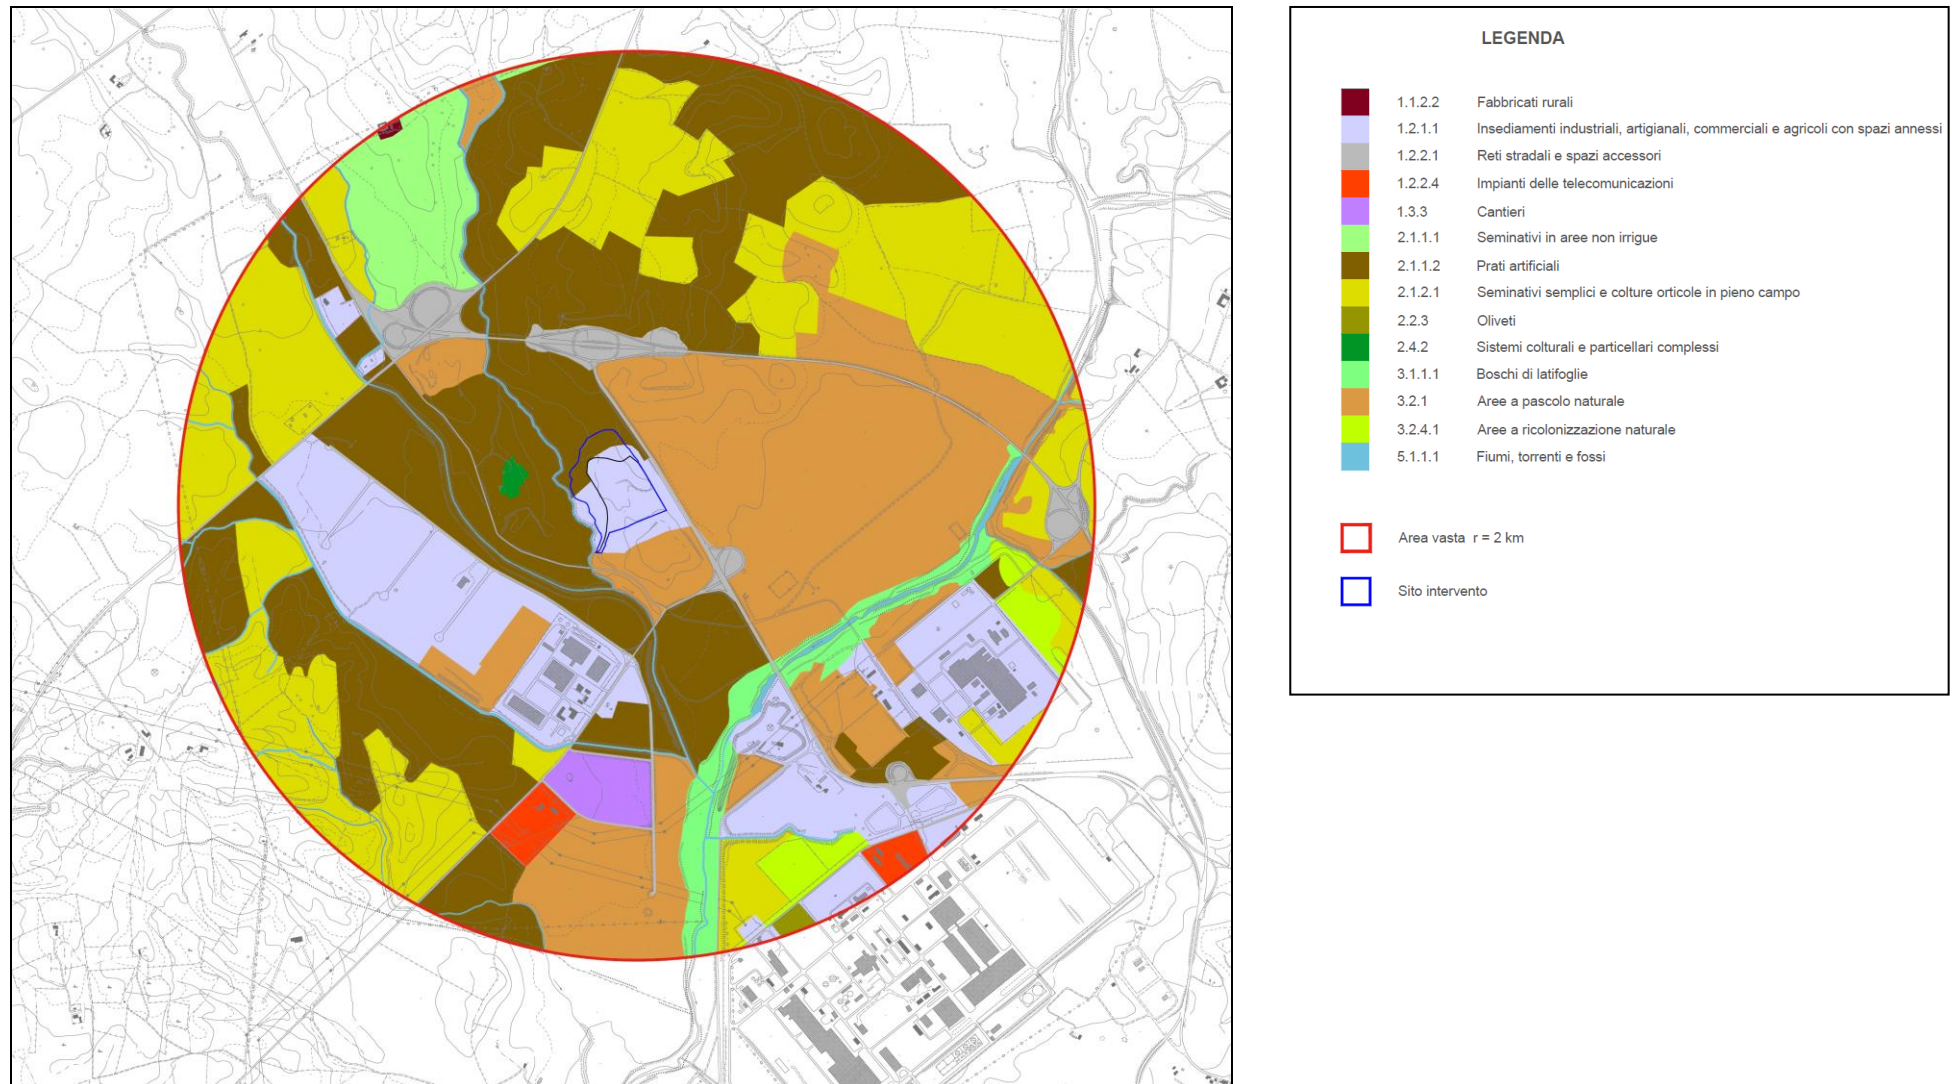 LEGENDA
1.1.2.2 Fabbricati rurali
1.2.1.1 Insediamenti industriali, artigianali, commerciali e agricoli con spazi annessi
1.2.2.1 Reti stradali e spazi accessori
1.2.2.4 Impianti delle telecomunicazioni
1.3.3 Cantieri
2.1.1.1 Seminativi in aree non irrigue
2.1.1.2 Prati artificiali
2.1.2.1 Seminativi semplici e colture orticole in pieno campo
2.2.3 Oliveti
2.4.2 Sistemi colturali e particellari complessi
3.1.1.1 Boschi di latifoglie
3.2.1 Aree a pascolo naturale
3.2.4.1 Aree a ricolonizzazione naturale
5.1.1.1 Fiumi, torrenti e fossi
Area vasta r = 2 km
Sito intervento